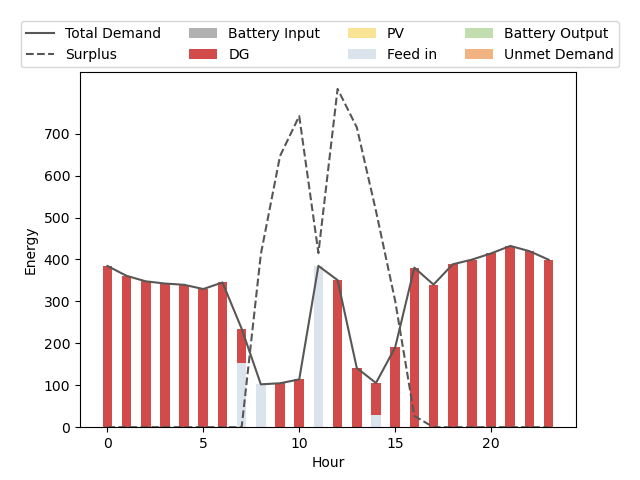 Total Demand Battery Input PV Battery Output
Surplus DG Feed in Unmet Demand
700
600
500
400
300
200
100
0
Energy
0 5 10 15 20
Hour